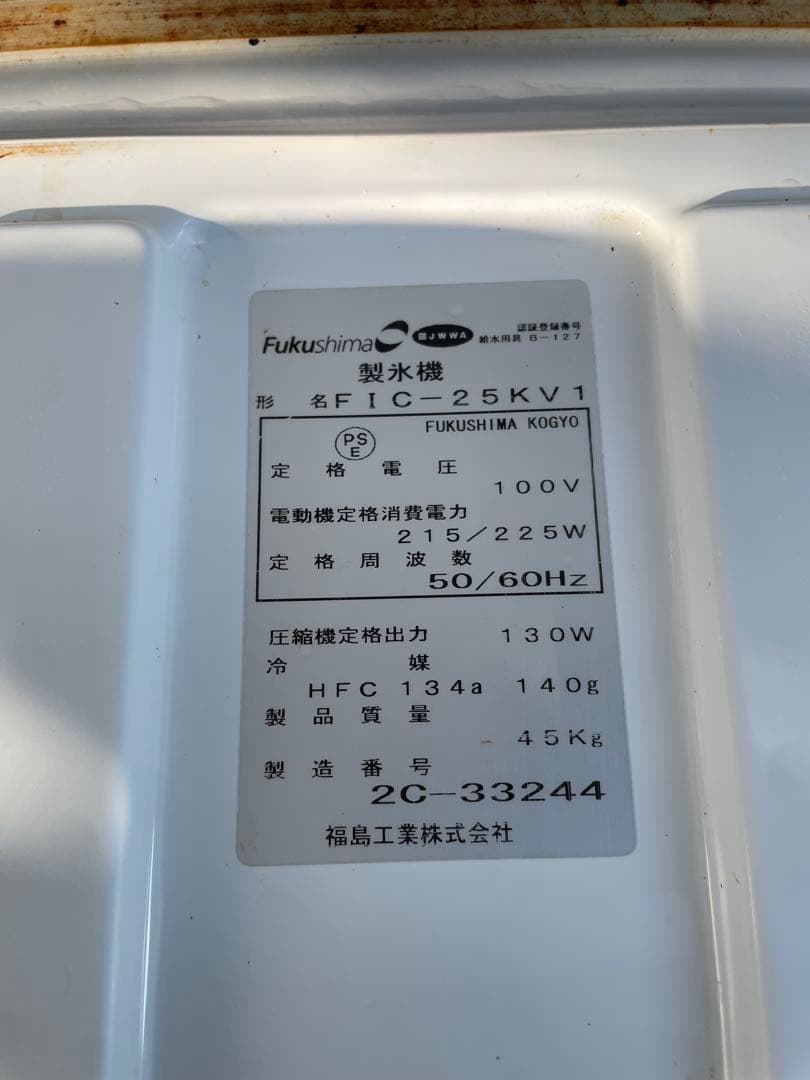 Fukushima JWWA 認証登録番号
給水用具 B-127
製氷機
形 名 FIC-25KV1
FUKUSHIMA KOGYO
PS
E
定格電圧
100V
電動機定格消費電力
215/225W
定格周波数
50/60Hz
圧縮機定格出力 130W
冷媒
HFC 134a 140g
製品質量
45Kg
製造番号
2C-33244
福島工業株式会社